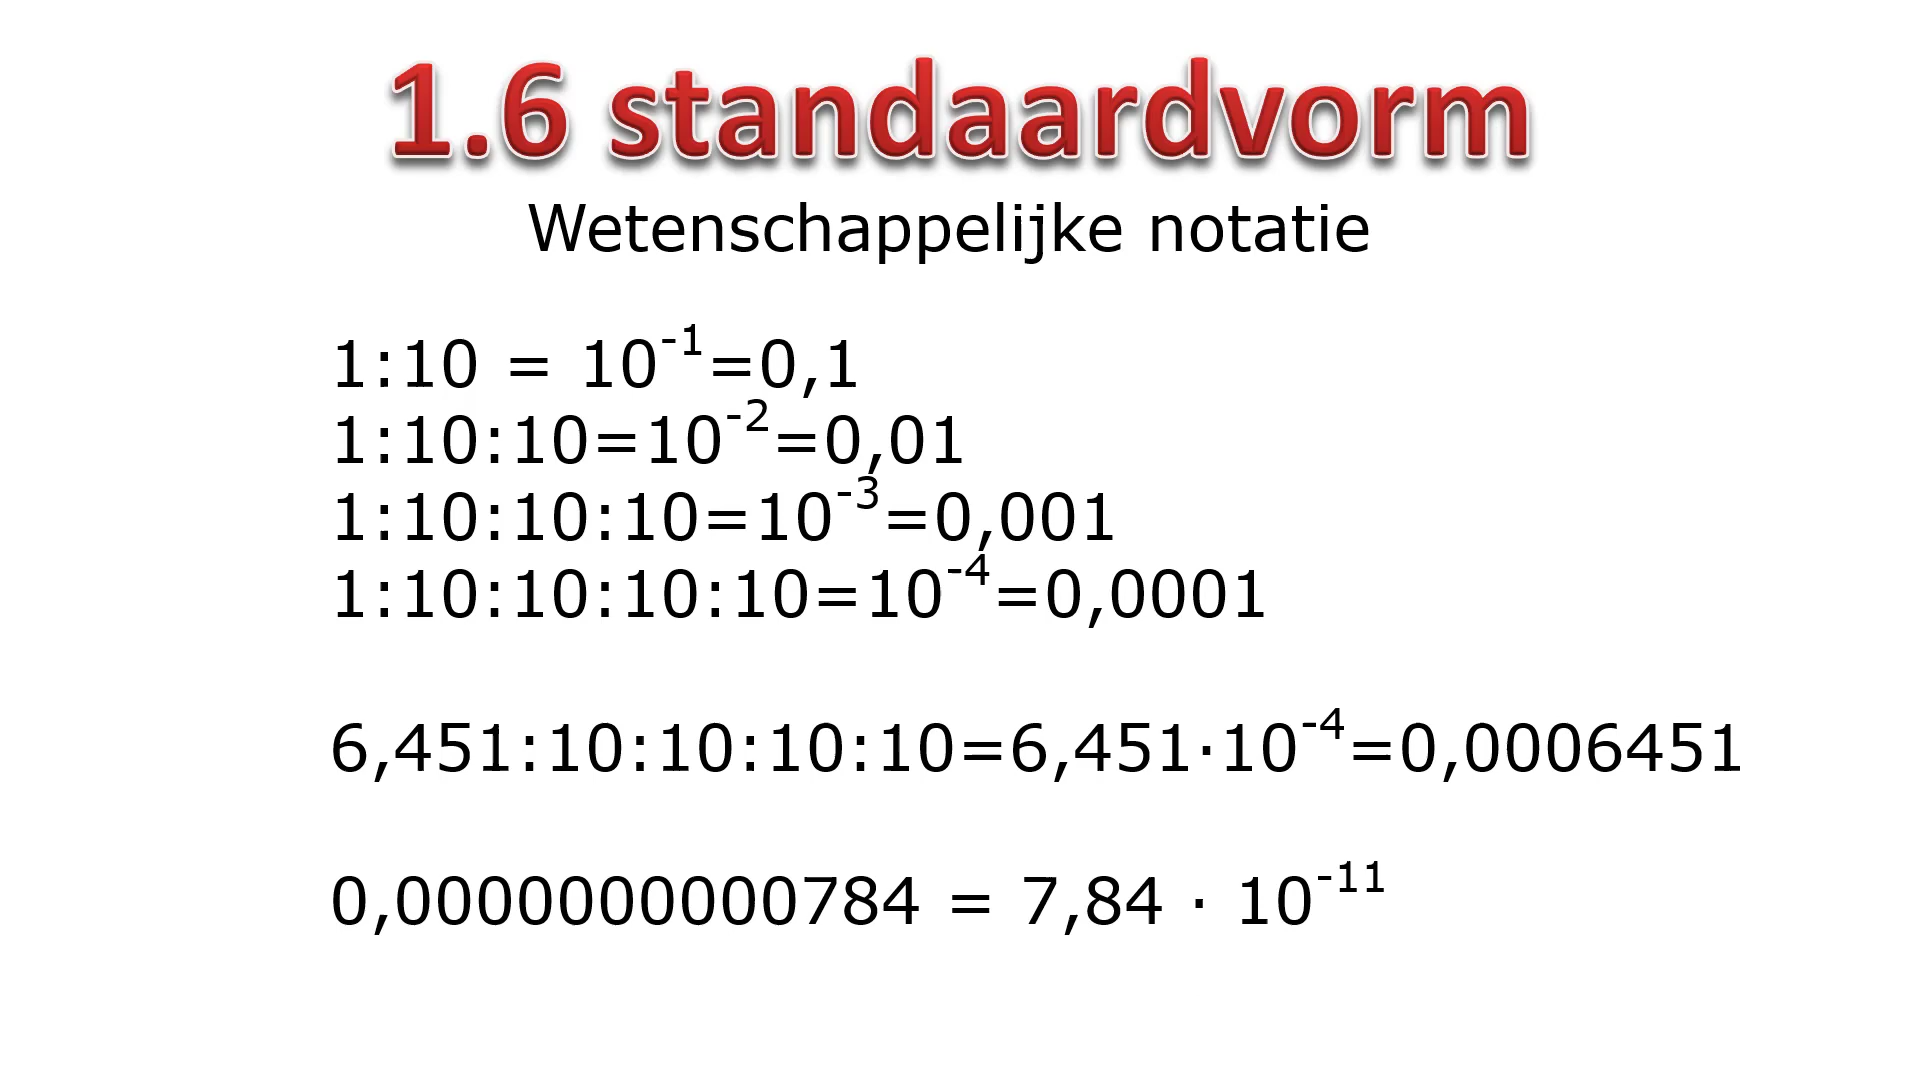 1.6 standaardvorm
Wetenschappelijke notatie
1:10 = 10⁻¹=0,1
1:10:10=10⁻²=0,01
1:10:10:10=10⁻³=0,001
1:10:10:10:10=10⁻⁴=0,0001
6,451:10:10:10:10=6,451·10⁻⁴=0,0006451
0,0000000000784 = 7,84 · 10⁻¹¹